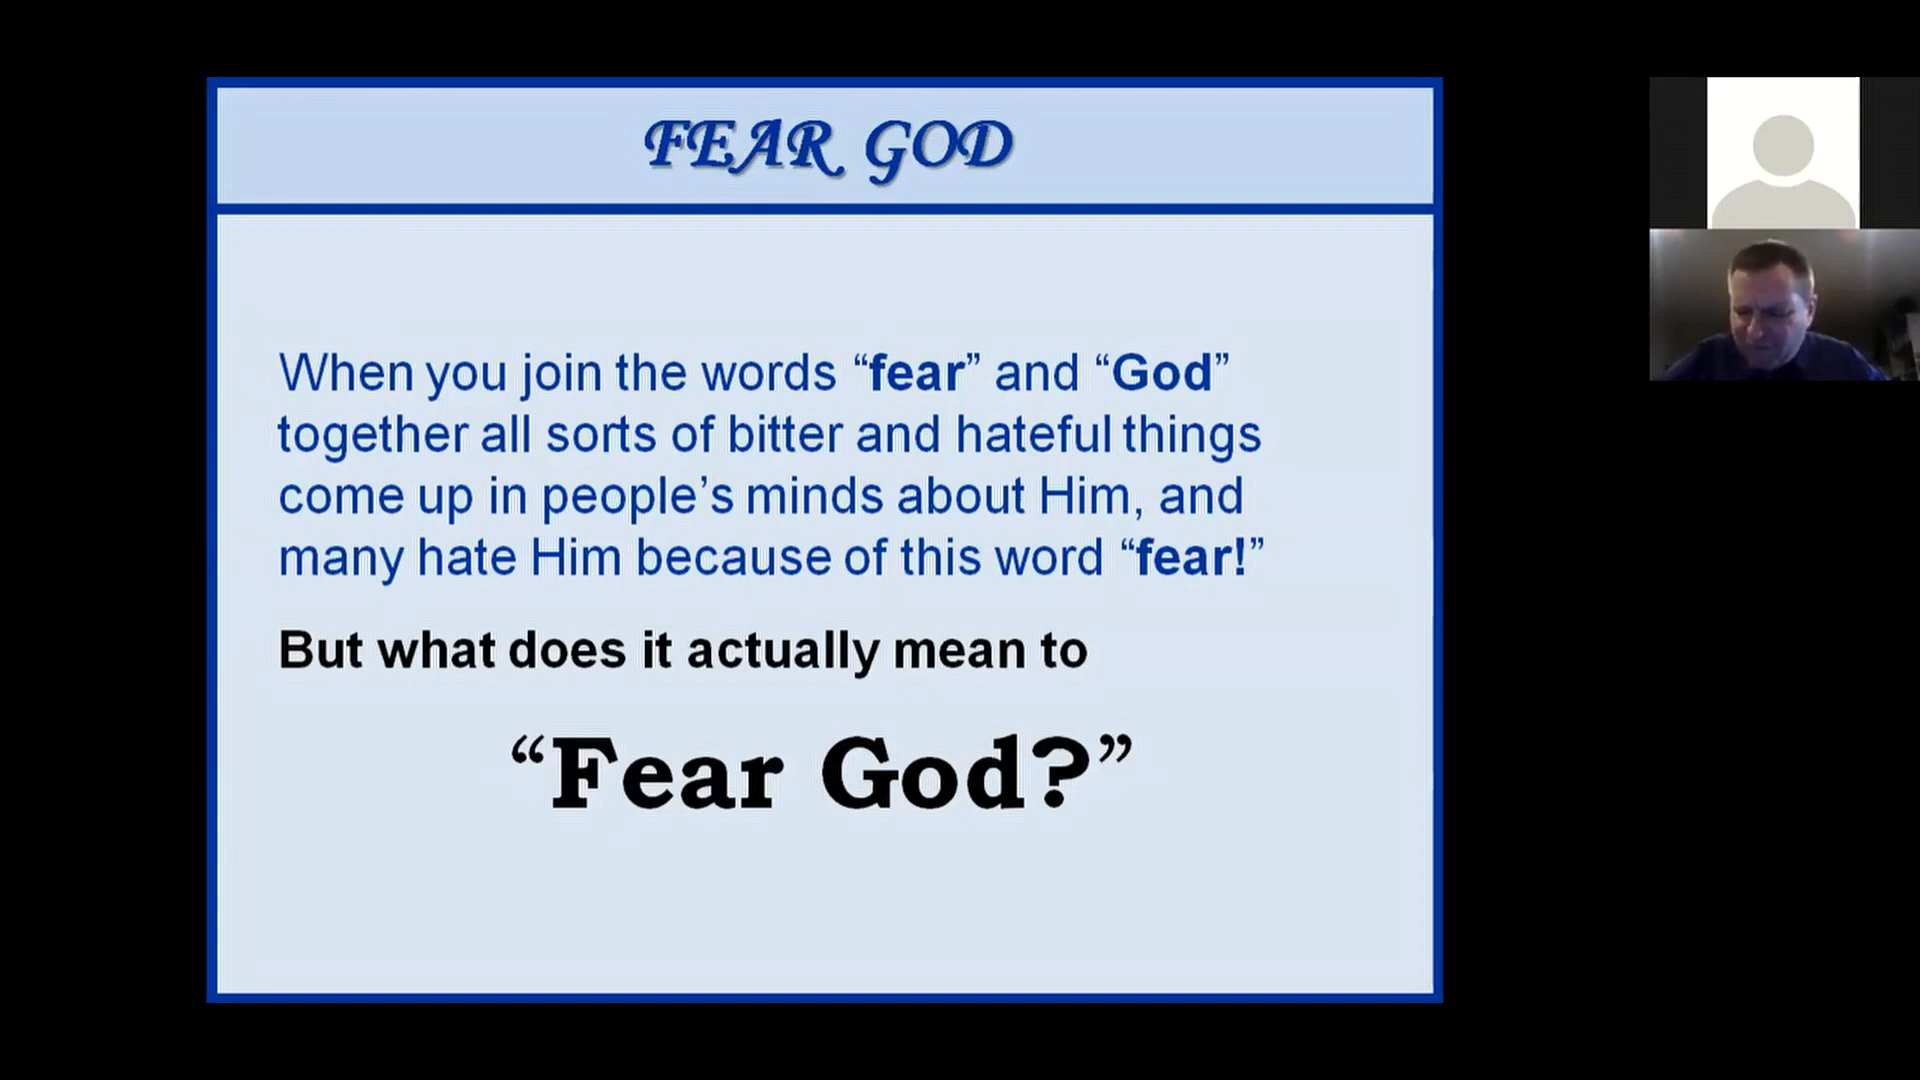 FEAR GOD
When you join the words “fear” and “God”
together all sorts of bitter and hateful things
come up in people’s minds about Him, and
many hate Him because of this word “fear!”
But what does it actually mean to
“Fear God?”